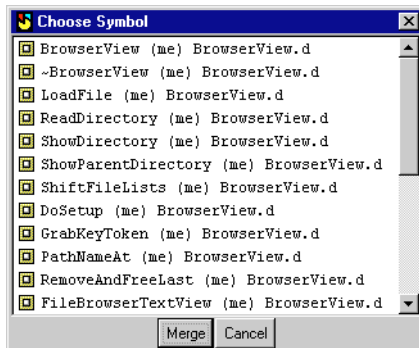 Choose Symbol
BrowserView (me) BrowserView.d
~BrowserView (me) BrowserView.d
LoadFile (me) BrowserView.d
ReadDirectory (me) BrowserView.d
ShowDirectory (me) BrowserView.d
ShowParentDirectory (me) BrowserView.d
ShiftFileLists (me) BrowserView.d
DoSetup (me) BrowserView.d
GrabKeyToken (me) BrowserView.d
PathNameAt (me) BrowserView.d
RemoveAndFreeLast (me) BrowserView.d
FileBrowserTextView (me) BrowserView.d
Merge Cancel